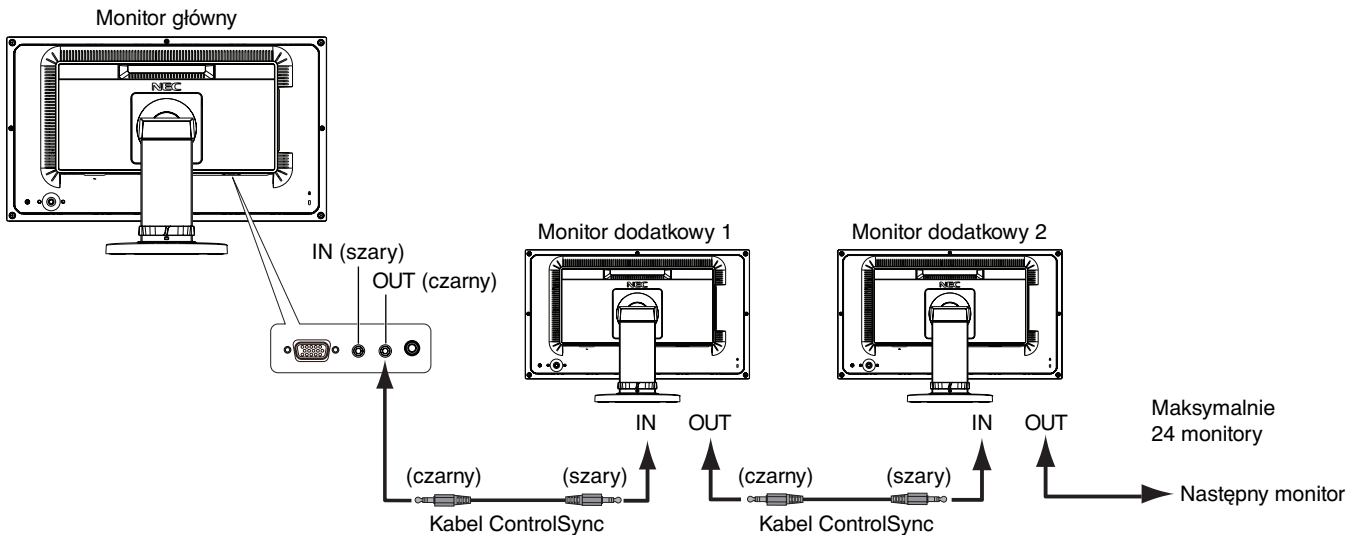 Monitor główny
NEC
IN (szary)
OUT (czarny)
Monitor dodatkowy 1
Monitor dodatkowy 2
NEC
NEC
IN
OUT
IN
OUT
Maksymalnie
24 monitory
(czarny)
(szary)
(czarny)
(szary)
Następny monitor
Kabel ControlSync
Kabel ControlSync